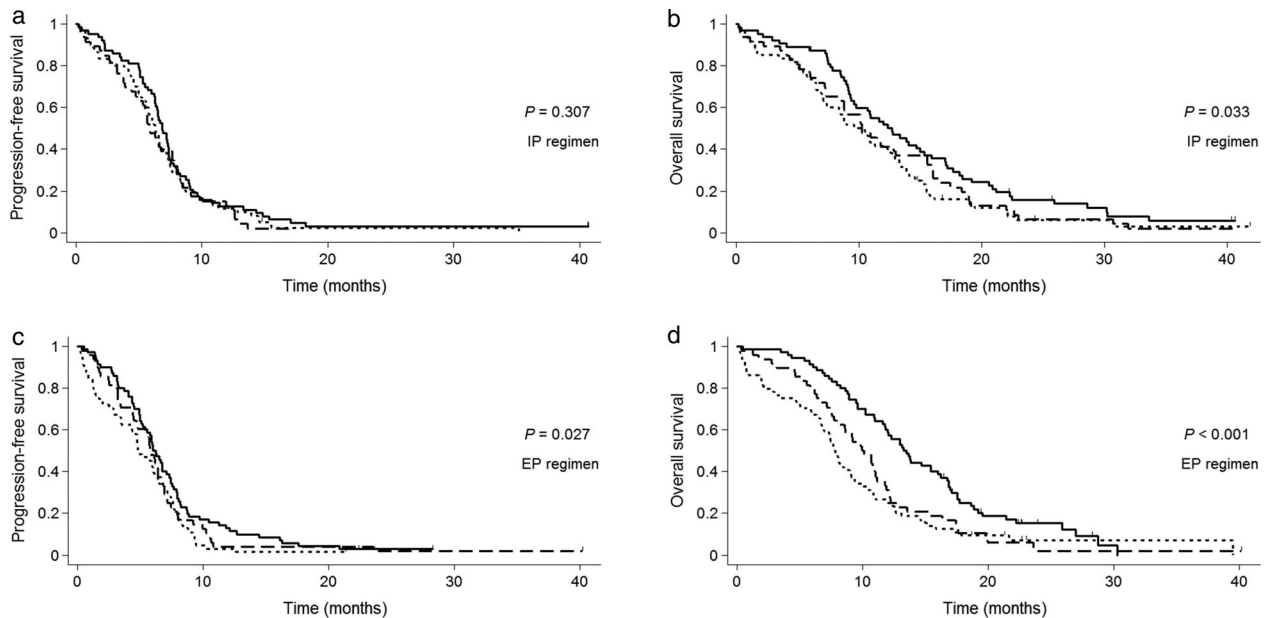 a
Progression-free survival
1
0.8
0.6
0.4
0.2
0
P = 0.307
IP regimen
0 10 20 30 40
Time (months)
b
Overall survival
1
0.8
0.6
0.4
0.2
0
P = 0.033
IP regimen
0 10 20 30 40
Time (months)
c
Progression-free survival
1
0.8
0.6
0.4
0.2
0
P = 0.027
EP regimen
0 10 20 30 40
Time (months)
d
Overall survival
1
0.8
0.6
0.4
0.2
0
P < 0.001
EP regimen
0 10 20 30 40
Time (months)